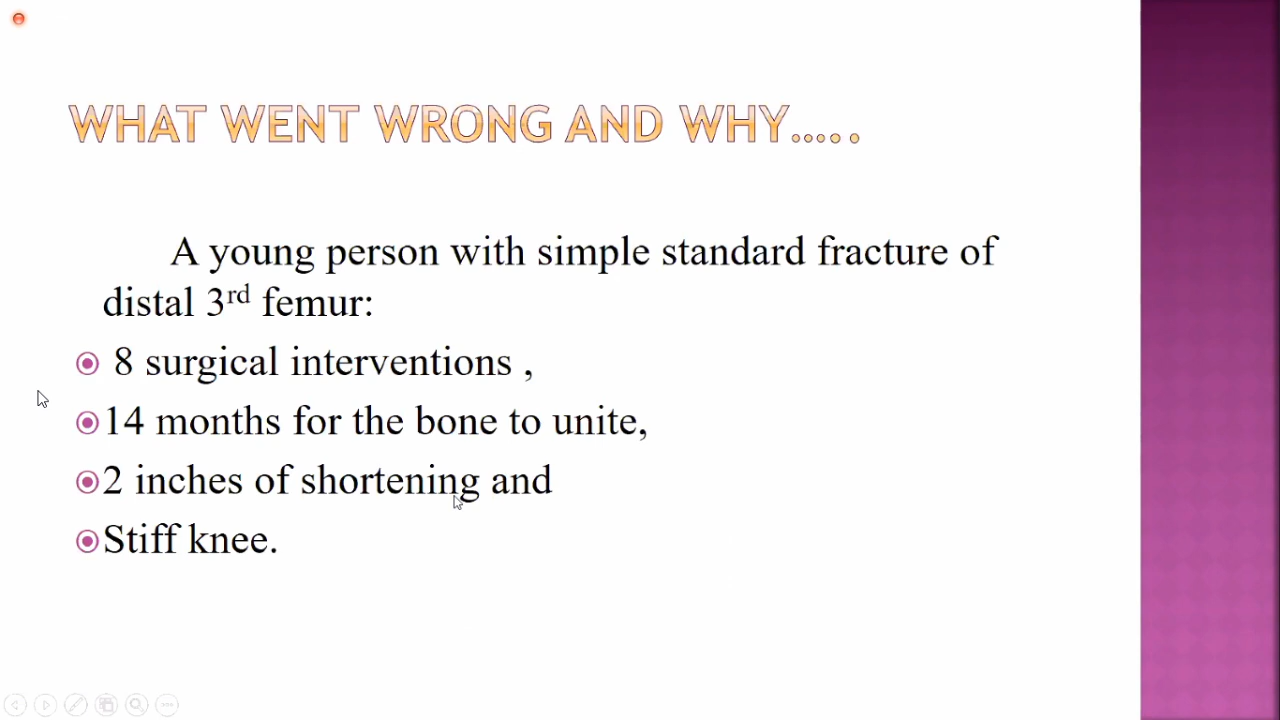 WHAT WENT WRONG AND WHY.....
A young person with simple standard fracture of
distal 3rd femur:
8 surgical interventions ,
14 months for the bone to unite,
2 inches of shortening and
Stiff knee.